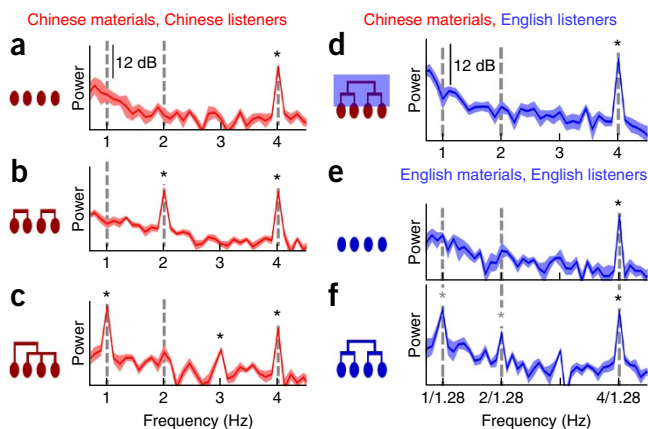 Chinese materials, Chinese listeners
Chinese materials, English listeners
a
Power
12 dB
*
1 2 3 4
b
Power
* *
1 2 3 4
c
Power
* * *
1 2 3 4
Frequency (Hz)
d
Power
12 dB
*
1 2 3 4
English materials, English listeners
e
Power
*
f
Power
* * *
1/1.28 2/1.28 4/1.28
Frequency (Hz)